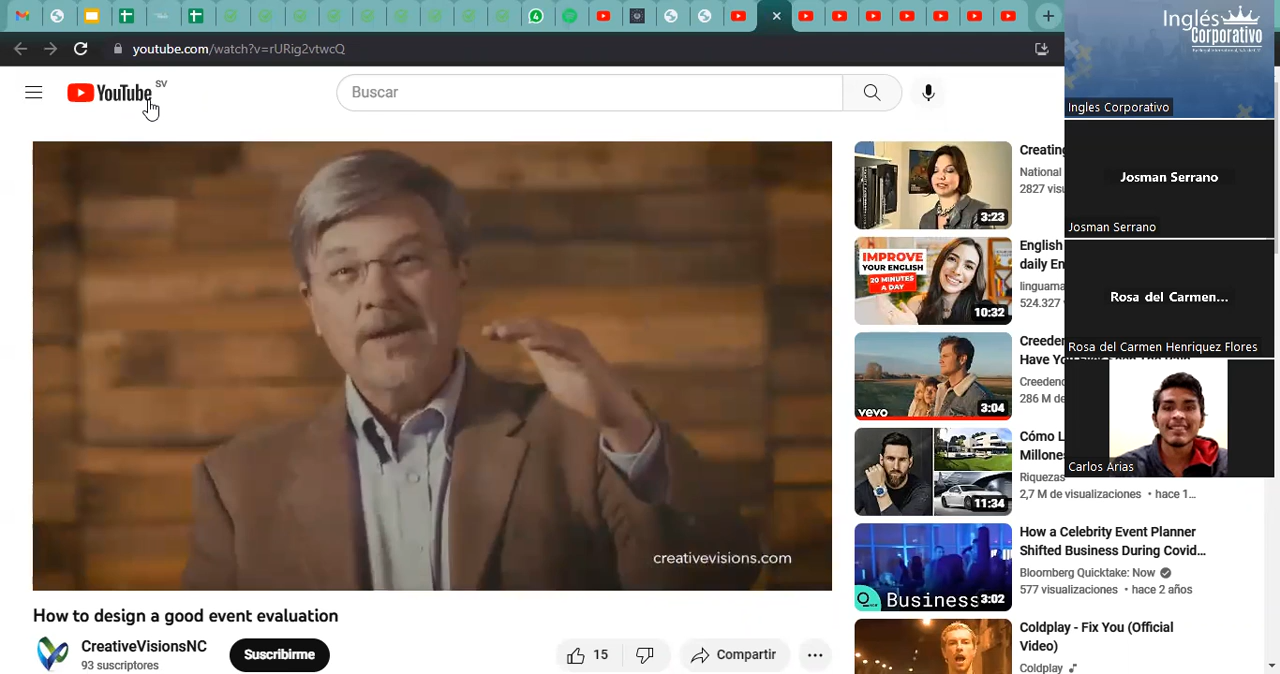 4
youtube.com/watch?v=rURig2vtwcQ
YouTube
SV
Buscar
creativevisions.com
How to design a good event evaluation
CreativeVisionsNC
93 suscriptores
Suscribirme
15
Compartir
3:23
Creating
National
2827
IMPROVE
YOUR ENGLISH
20 MINUTES
A DAY
10:32
English
daily
linguama
524.327
vevo
3:04
Creeden
Have
Creedenc
286 M de
11:34
Cómo L
Millones
Riquezas
2,7 M de visualizaciones • hace 1...
Business
3:02
How a Celebrity Event Planner
Shifted Business During Covid...
Bloomberg Quicktake: Now
577 visualizaciones • hace 2 años
Coldplay - Fix You (Official
Video)
Coldplay
Inglés
Corporativo
Ingles Corporativo
Josman Serrano
Josman Serrano
Rosa del Carmen...
Rosa del Carmen Henriquez Flores
Carlos Arias